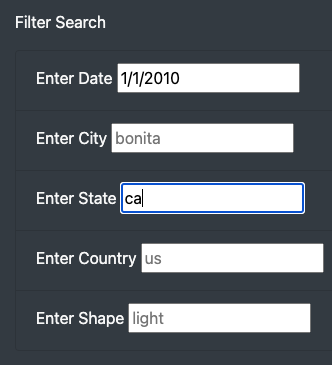 Filter Search
Enter Date 1/1/2010
Enter City bonita
Enter State ca
Enter Country us
Enter Shape light